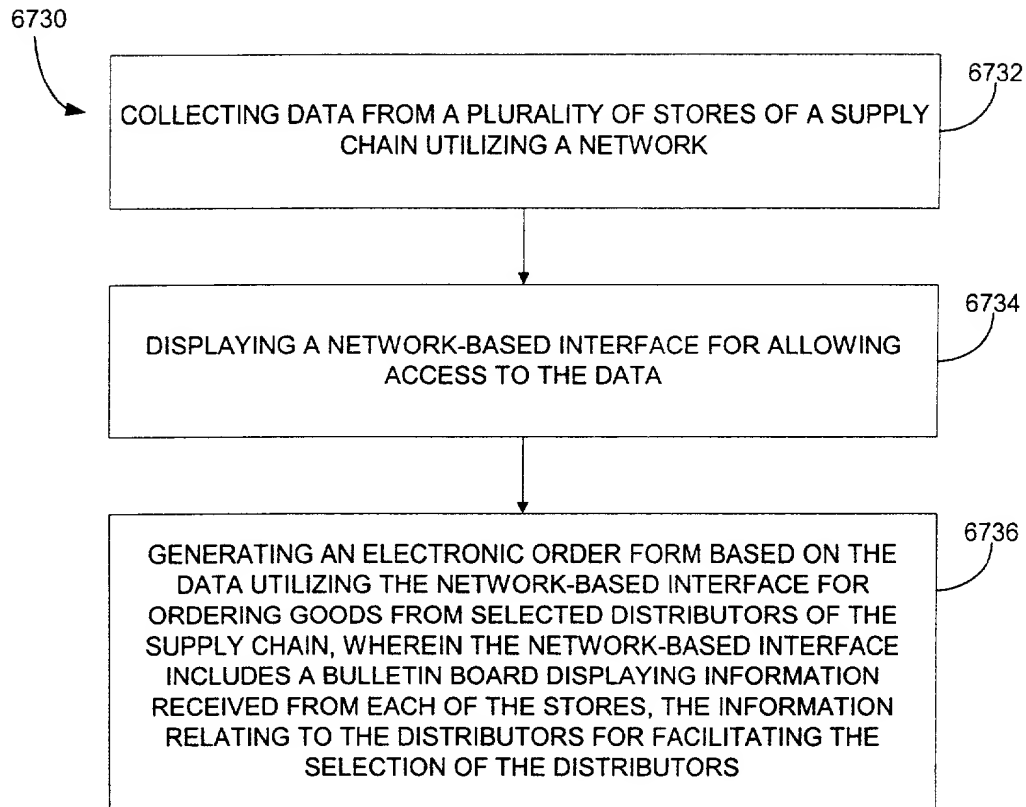 6730
6732
COLLECTING DATA FROM A PLURALITY OF STORES OF A SUPPLY
CHAIN UTILIZING A NETWORK
6734
DISPLAYING A NETWORK-BASED INTERFACE FOR ALLOWING
ACCESS TO THE DATA
6736
GENERATING AN ELECTRONIC ORDER FORM BASED ON THE
DATA UTILIZING THE NETWORK-BASED INTERFACE FOR
ORDERING GOODS FROM SELECTED DISTRIBUTORS OF THE
SUPPLY CHAIN, WHEREIN THE NETWORK-BASED INTERFACE
INCLUDES A BULLETIN BOARD DISPLAYING INFORMATION
RECEIVED FROM EACH OF THE STORES, THE INFORMATION
RELATING TO THE DISTRIBUTORS FOR FACILITATING THE
SELECTION OF THE DISTRIBUTORS